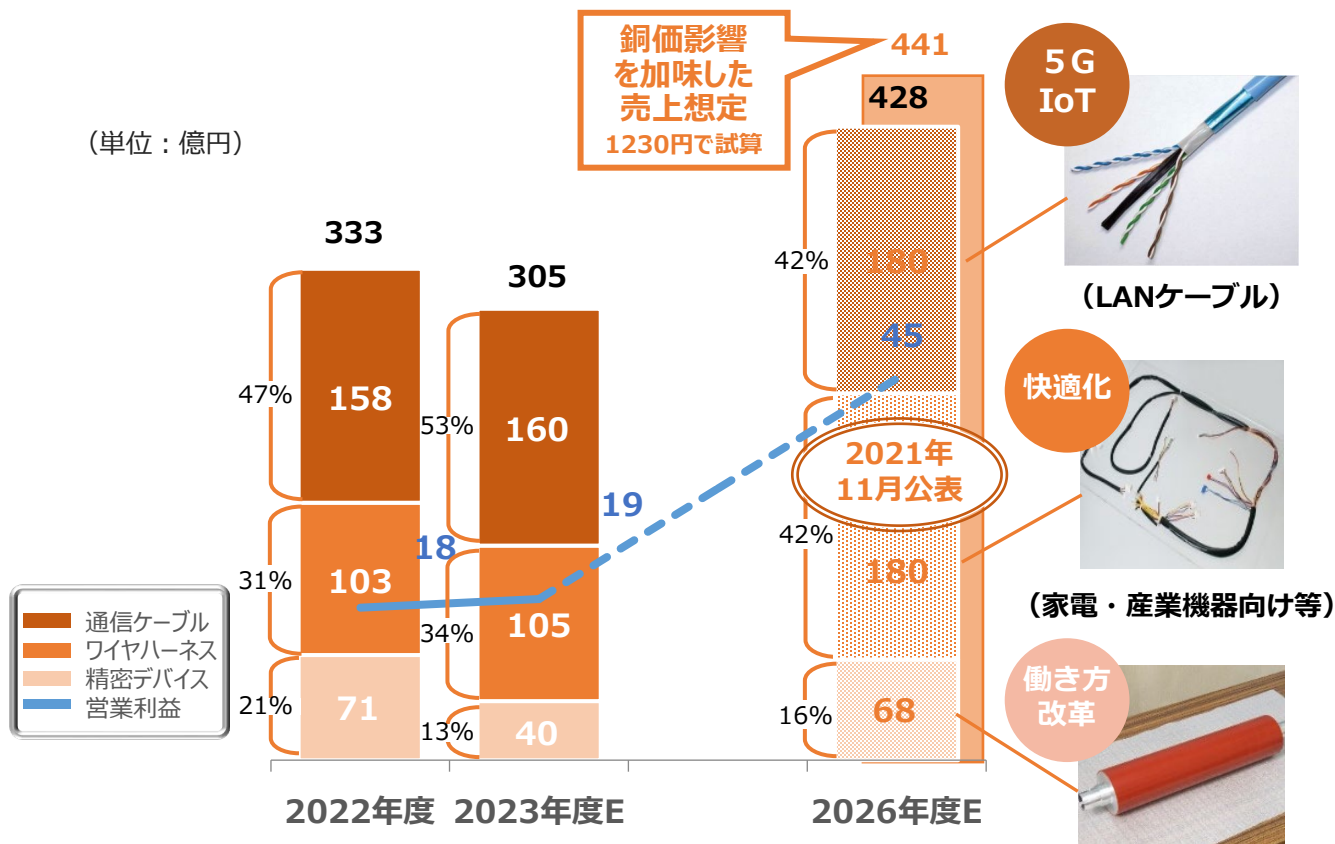 銅価影響
を加味した
売上想定
1230円で試算
441
428
5G
IoT
（単位：億円）
333
305
42%
180
45
（LANケーブル）
47%
158
53%
160
快適化
2021年
11月公表
19
18
42%
180
31%
103
34%
105
（家電・産業機器向け等）
通信ケーブル
ワイヤハーネス
精密デバイス
営業利益
21%
71
13%
40
16%
68
働き方
改革
2022年度
2023年度E
2026年度E